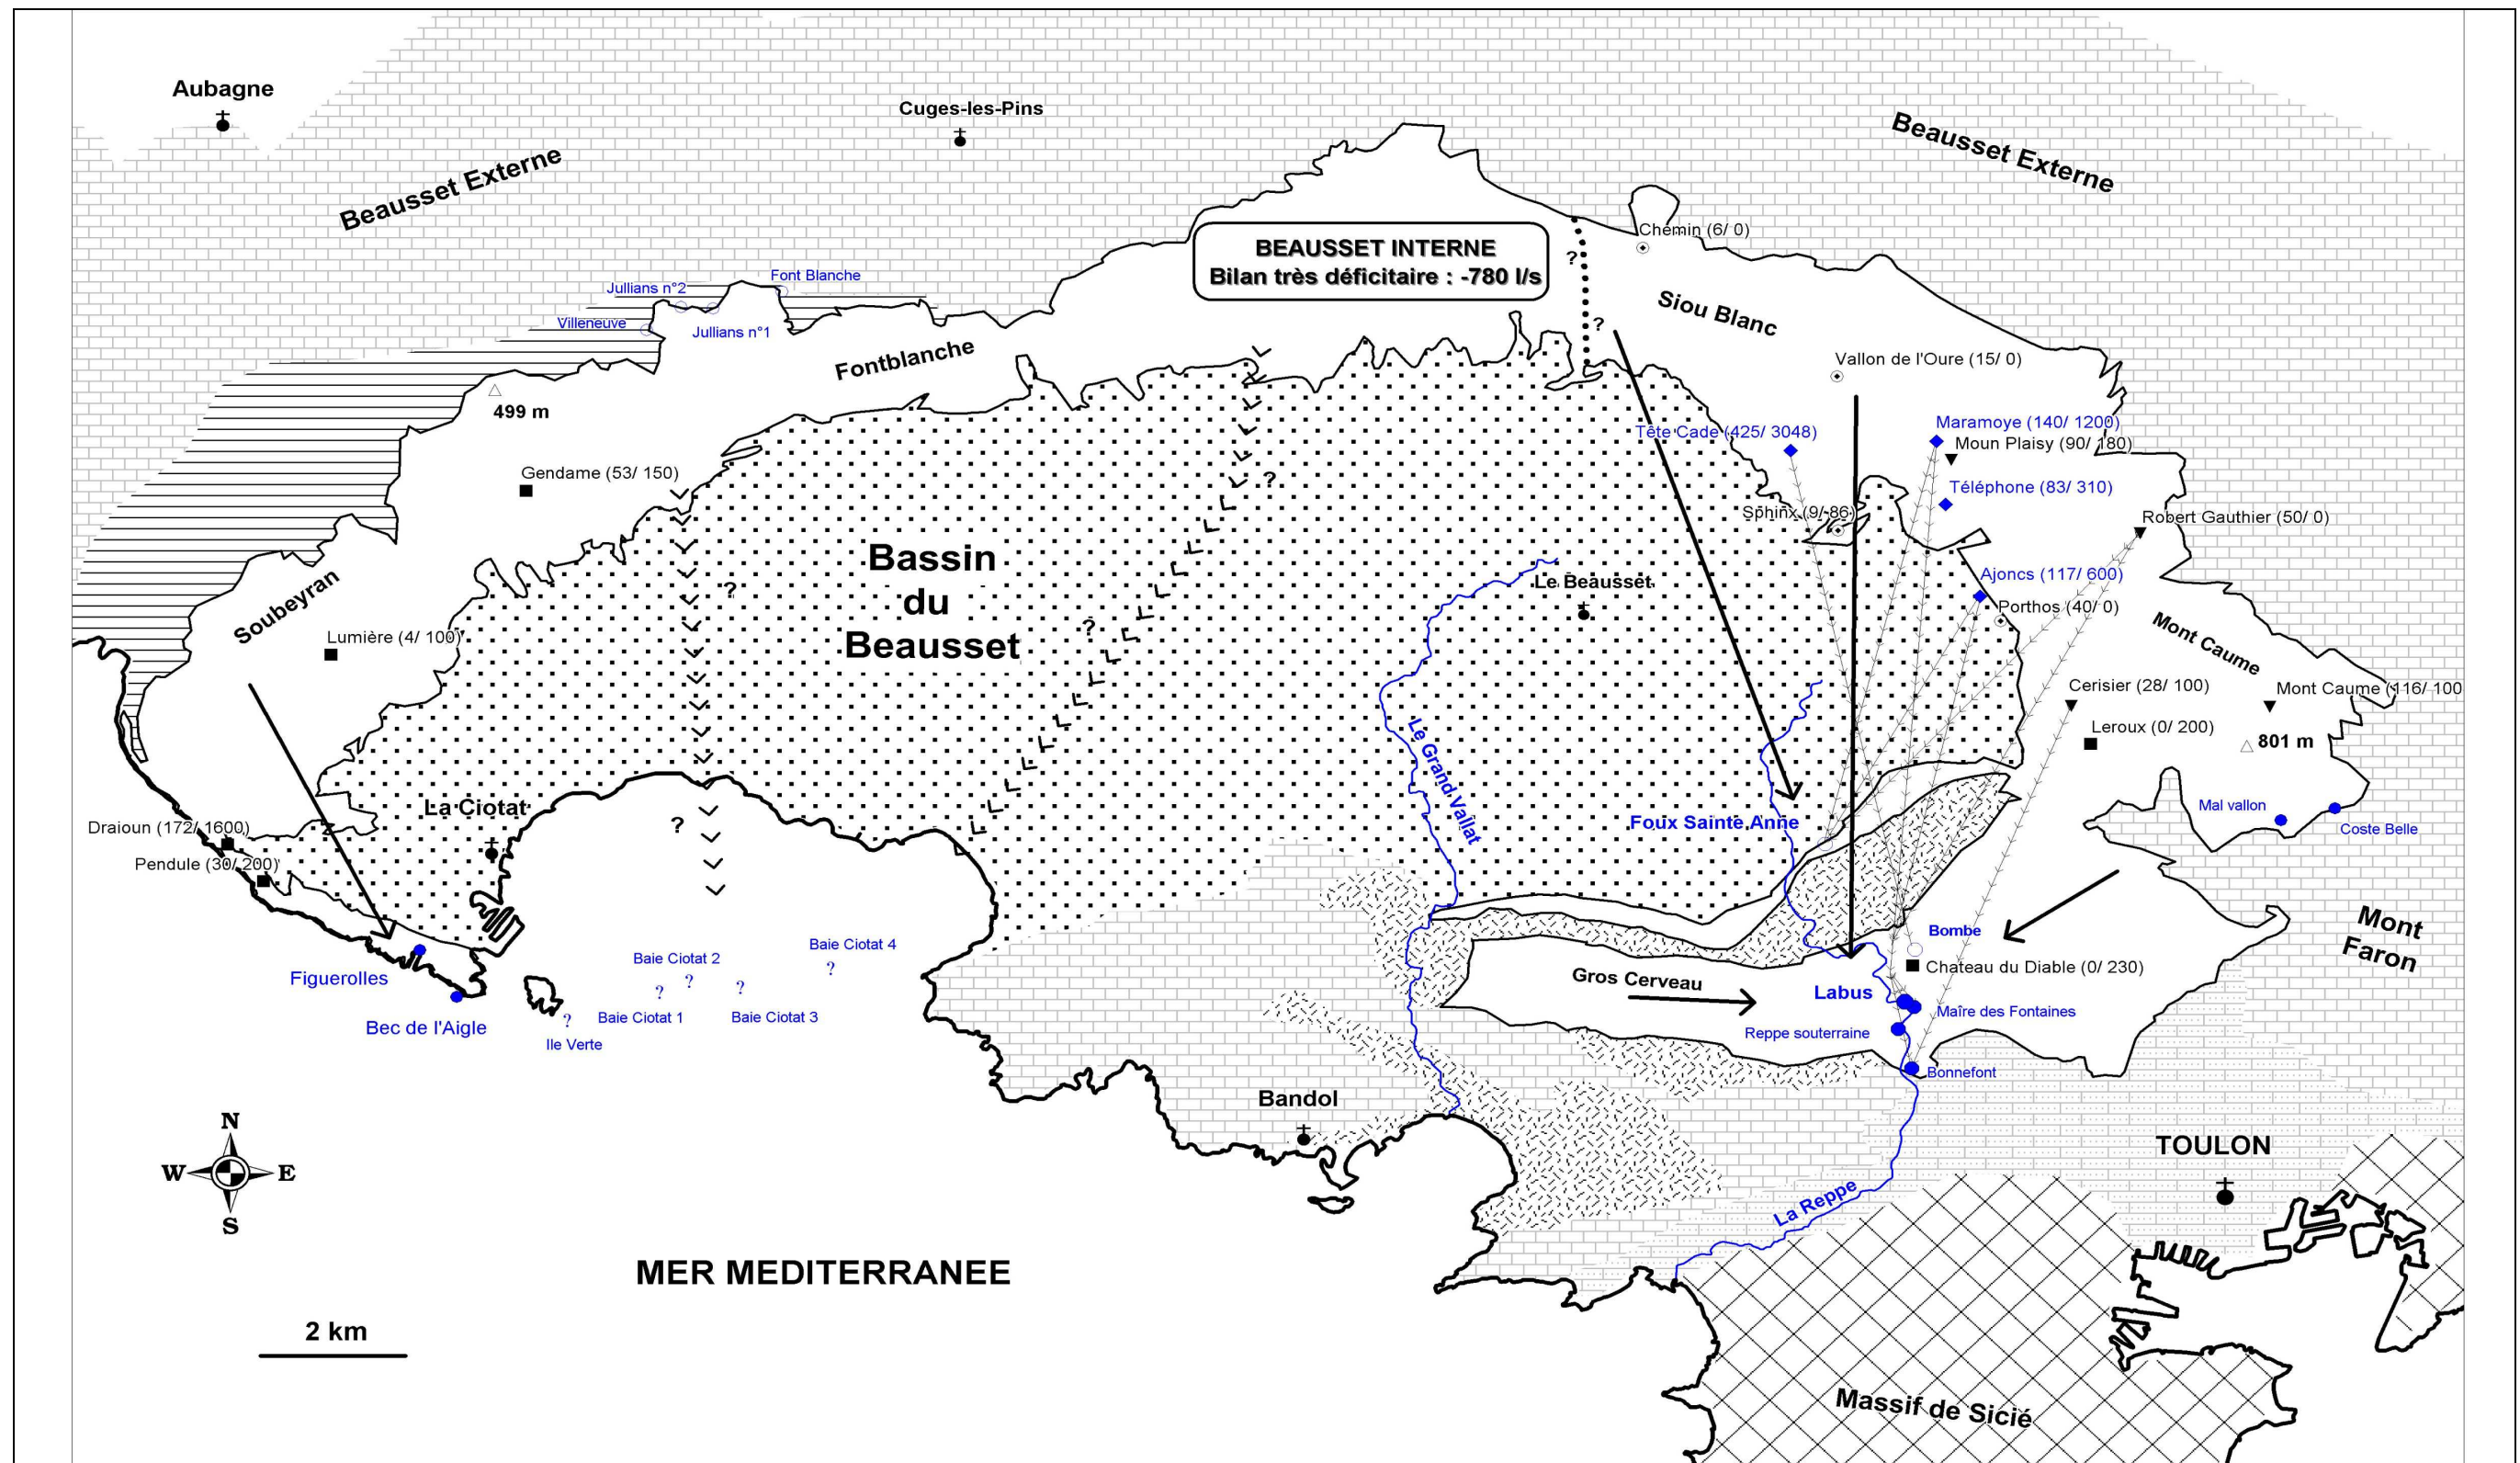 Aubagne
Cuges-les-Pins
Beausset Externe
Beausset Externe
BEAUSSET INTERNE
Bilan très déficitaire : -780 l/s
Chemin (6/ 0)
?
?
Siou Blanc
Font Blanche
Jullians n°2
Villeneuve
Jullians n°1
Fontblanche
Vallon de l'Oure (15/ 0)
499 m
Tête Cade (425/ 3048)
Maramoye (140/ 1200)
Moun Plaisy (90/ 180)
Gendame (53/ 150)
?
Téléphone (83/ 310)
Sphinx (9/ 86)
Robert Gauthier (50/ 0)
Bassin
du
Beausset
?
?
Le Beausset
Ajoncs (117/ 600)
Porthos (40/ 0)
Soubeyran
Lumière (4/ 100)
Mont Caume
Cerisier (28/ 100)
Mont Caume (116/ 100
Leroux (0/ 200)
801 m
Le Grand Vallat
La Ciotat
?
Draioun (172/ 1600)
Pendule (30/ 200)
Foux Sainte Anne
Mal vallon
Coste Belle
Mont
Faron
Bombe
Baie Ciotat 4
?
Baie Ciotat 2
?
?
?
Figuerolles
Chateau du Diable (0/ 230)
Gros Cerveau
Labus
Maîre des Fontaines
Baie Ciotat 1
Baie Ciotat 3
Bec de l'Aigle
?
Ile Verte
Reppe souterraine
Bonnefont
Bandol
N
W
E
S
TOULON
La Reppe
MER MEDITERRANEE
2 km
Massif de Sicié